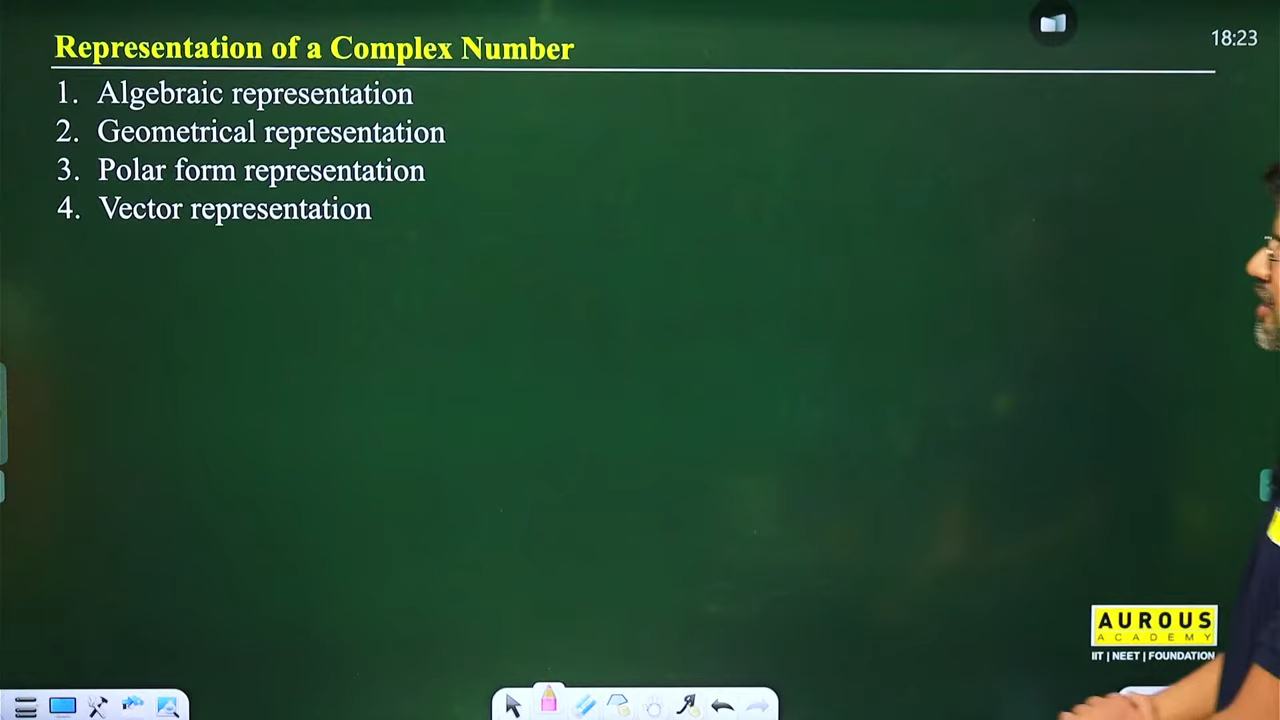 Representation of a Complex Number
18:23
1. Algebraic representation
2. Geometrical representation
3. Polar form representation
4. Vector representation
AUROUS
ACADEMY
IIT | NEET | FOUNDATION